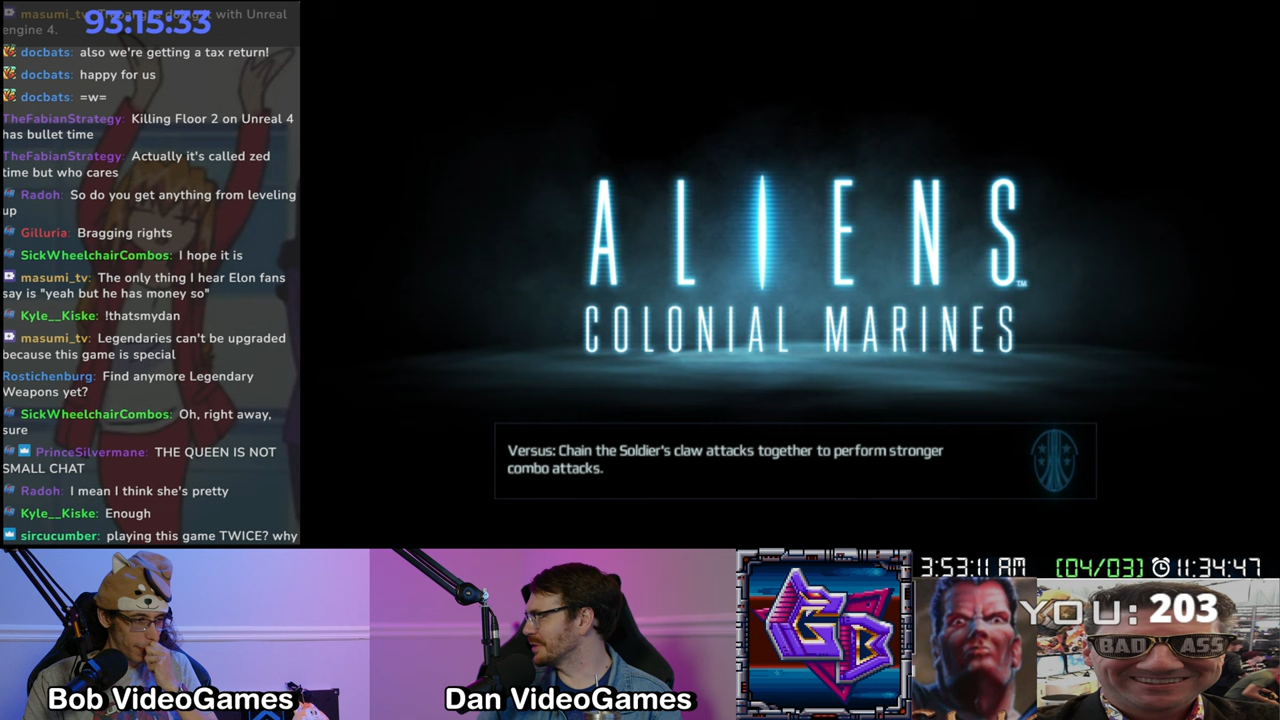 masumi_tv: with Unreal
engine 4.
93:15:33
docbats: also we're getting a tax return!
docbats: happy for us
docbats: =w=
TheFabianStrategy: Killing Floor 2 on Unreal 4
has bullet time
TheFabianStrategy: Actually it's called zed
time but who cares
Radoh: So do you get anything from leveling
up
Gilluria: Bragging rights
SickWheelchairCombos: I hope it is
masumi_tv: The only thing I hear Elon fans
say is "yeah but he has money so"
Kyle__Kiske: !thatsmydan
masumi_tv: Legendaries can't be upgraded
because this game is special
Rostichenburg: Find anymore Legendary
Weapons yet?
SickWheelchairCombos: Oh, right away,
sure
PrinceSilvermane: THE QUEEN IS NOT
SMALL CHAT
Radoh: I mean I think she's pretty
Kyle__Kiske: Enough
sircucumber: playing this game TWICE? why
ALIENS™
COLONIAL MARINES
Versus: Chain the Soldier's claw attacks together to perform stronger
combo attacks.
Bob VideoGames
Dan VideoGames
GB
3:53:11 AM [04/03] 11:34:47
YOU: 203
BAD ASS